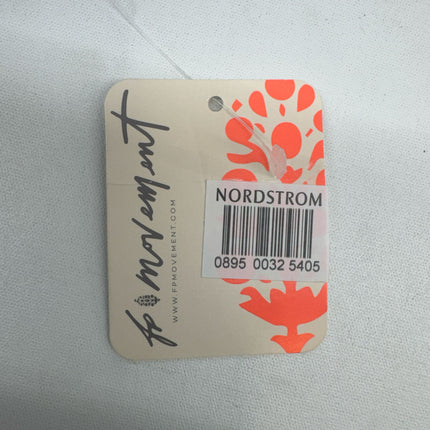 fp movement
WWW.FPMOVEMENT.COM
NORDSTROM
0895 0032 5405